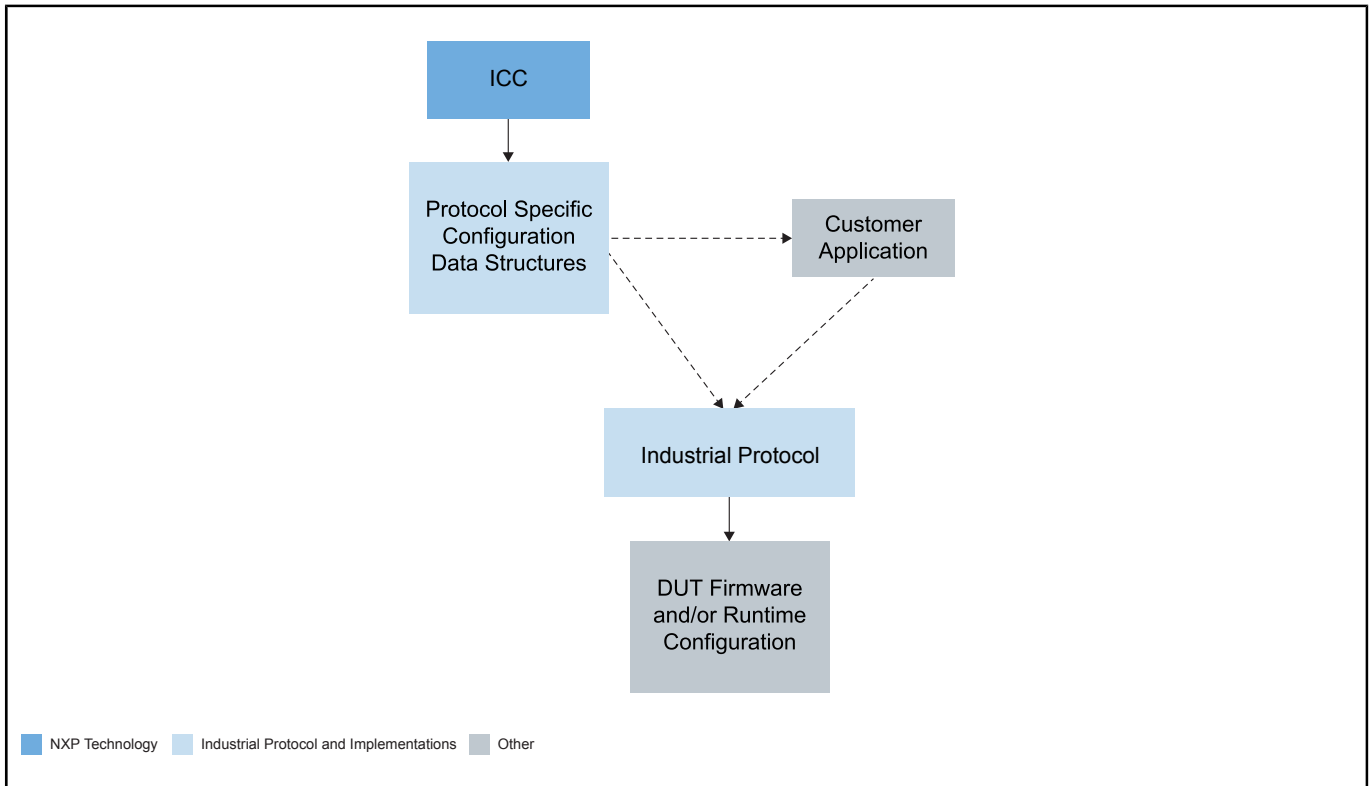 ICC
Protocol Specific
Configuration
Data Structures
Customer
Application
Industrial Protocol
DUT Firmware
and/or Runtime
Configuration
NXP Technology
Industrial Protocol and Implementations
Other